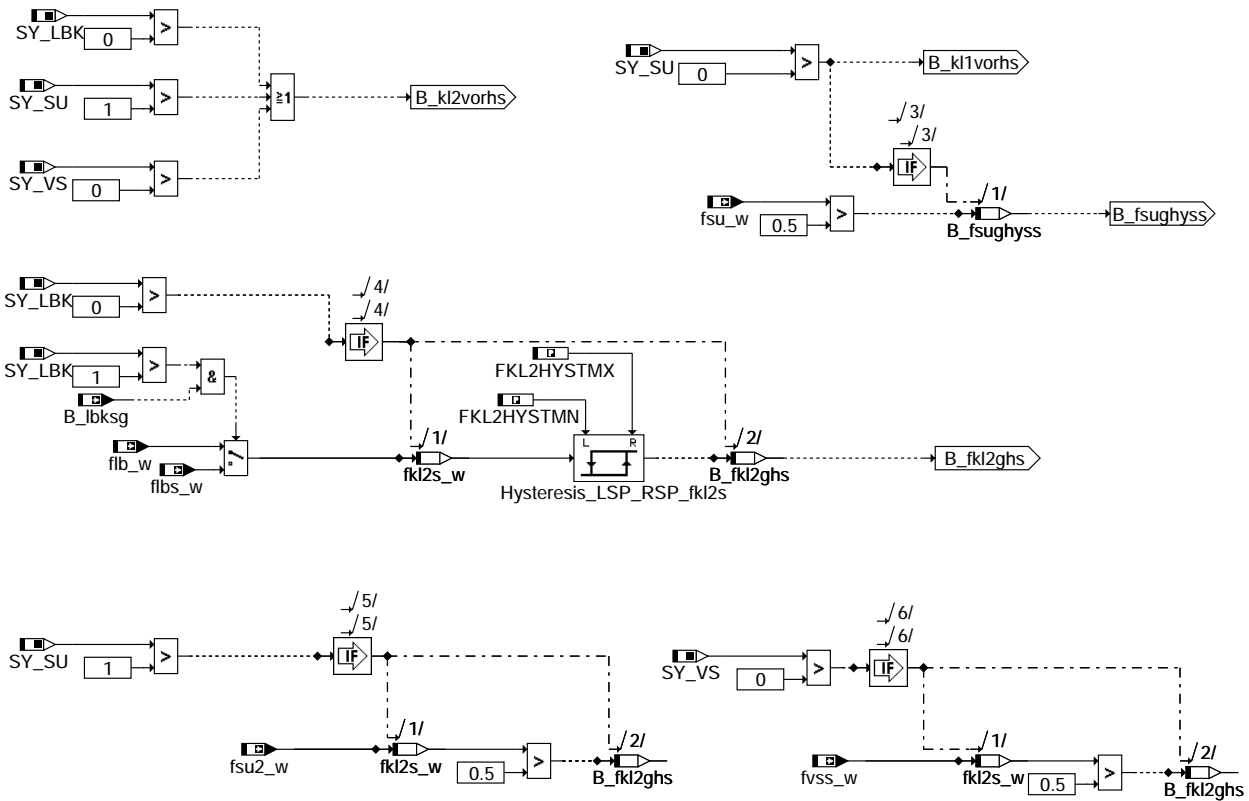 SY_LBK
0
>
SY_SU
1
>
≥1
B_kl2vorhs
SY_VS
0
>
SY_SU
0
>
B_kl1vorhs
3/
3/
IF
fsu_w
0.5
>
1/
B_fsughyss
B_fsughyss
SY_LBK
0
>
4/
4/
IF
SY_LBK
1
>
&
B_lbksg
FKL2HYSTMX
FKL2HYSTMN
flb_w
flbs_w
1/
fkl2s_w
L R
Hysteresis_LSP_RSP_fkl2s
2/
B_fkl2ghs
B_fkl2ghs
SY_SU
1
>
5/
5/
IF
fsu2_w
1/
fkl2s_w
0.5
>
2/
B_fkl2ghs
SY_VS
0
>
6/
6/
IF
fvss_w
1/
fkl2s_w
0.5
>
2/
B_fkl2ghs